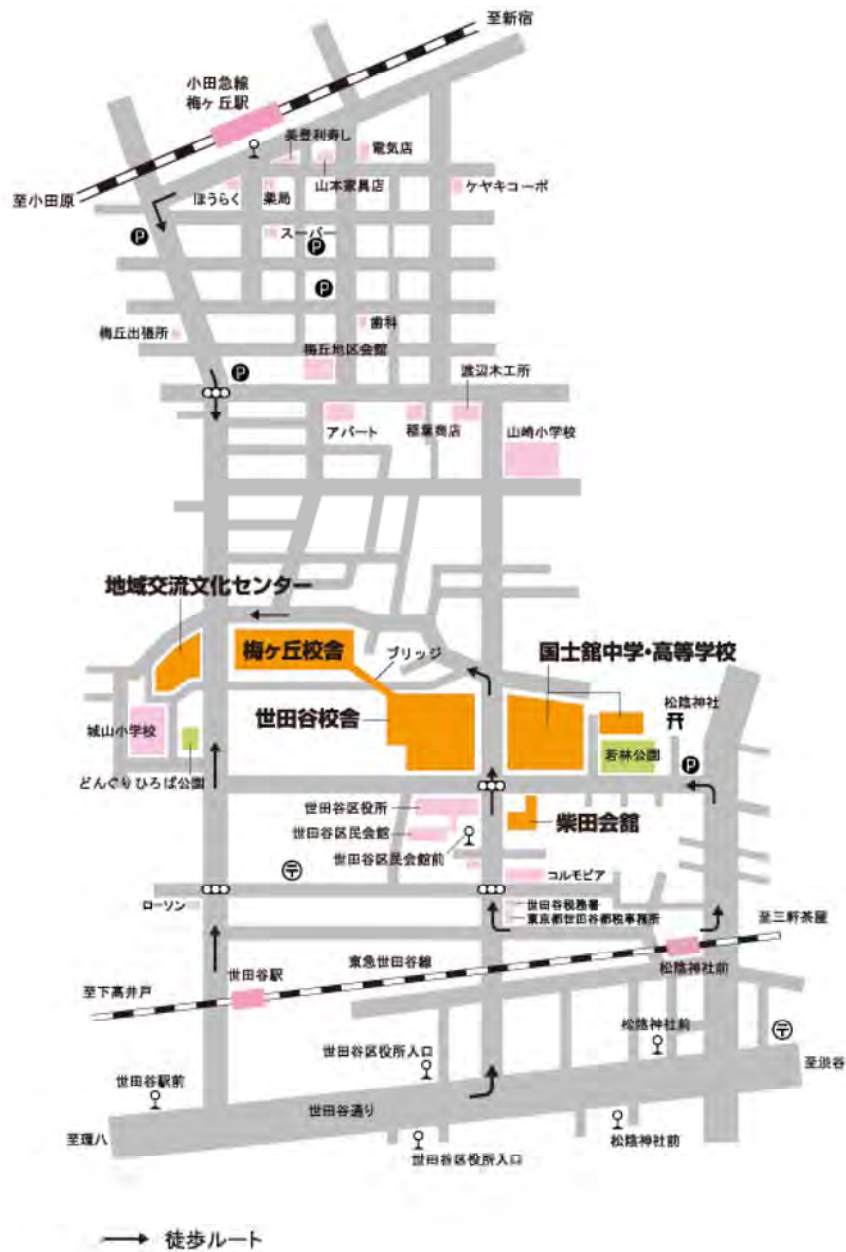 至新宿
小田急線
梅ヶ丘駅
美登利寿し
電気店
至小田原
ほうらく
薬局
山本家具店
ケヤキコーポ
P
スーパー
P
P
歯科
梅丘出張所
梅丘地区会館
渡辺木工所
P
アパート
稲葉商店
山崎小学校
地域交流文化センター
梅ヶ丘校舎
ブリッジ
国士舘中学・高等学校
世田谷校舎
松陰神社
城山小学校
若林公園
P
どんぐりひろば公園
世田谷区役所
世田谷区民会館
柴田会館
世田谷区民会館前
コルモピア
ローソン
世田谷税務署
東京都世田谷都税事務所
至三軒茶屋
世田谷駅
東急世田谷線
松陰神社前
至下高井戸
松陰神社前
世田谷区役所入口
至渋谷
世田谷駅前
世田谷通り
至環八
松陰神社前
世田谷区役所入口
徒歩ルート